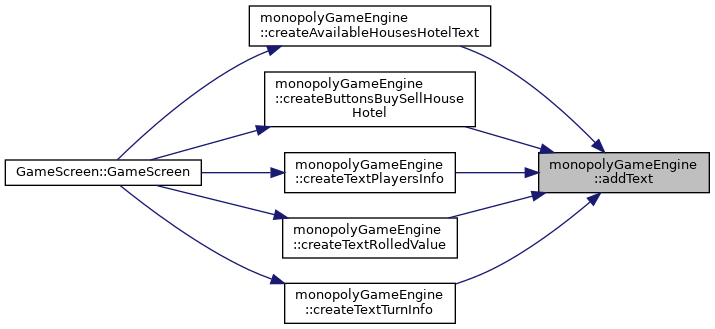 monopolyGameEngine
::createAvailableHousesHotelText
monopolyGameEngine
::createButtonsBuySellHouse
Hotel
GameScreen::GameScreen
monopolyGameEngine
::createTextPlayersInfo
monopolyGameEngine
::addText
monopolyGameEngine
::createTextRolledValue
monopolyGameEngine
::createTextTurnInfo